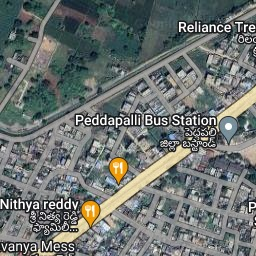 Reliance Tre
Peddapalli Bus Station
పెద్దపల్లి
జిల్లా బస్టాండ్
Nithya reddy
శ్రీ నిత్య రెడ్డి
ఫ్యామిలీ...
vanya Mess
P